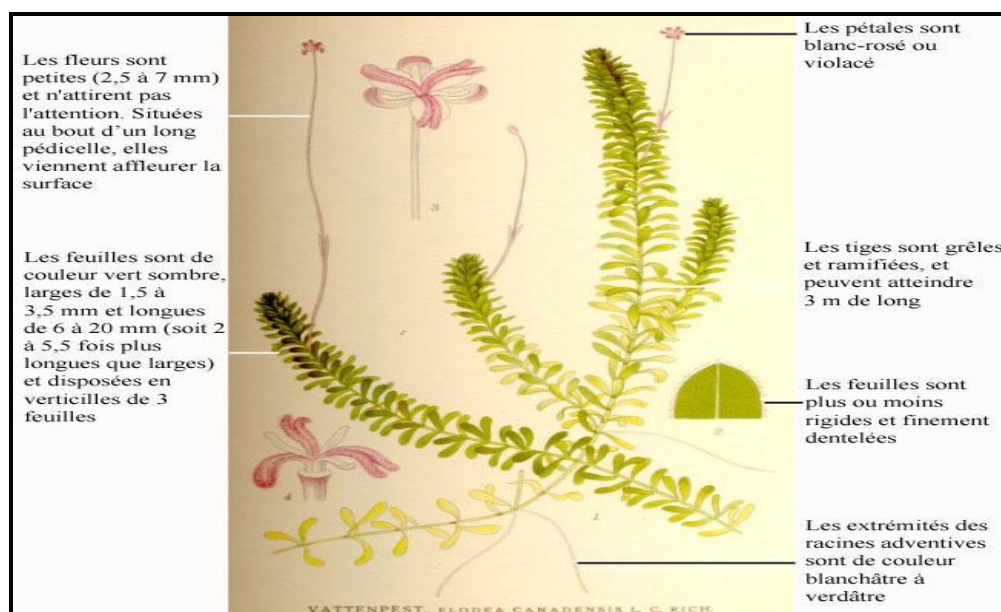 Les fleurs sont
petites (2,5 à 7 mm)
et n'attirent pas
l'attention. Situées
au bout d’un long
pédicelle, elles
viennent affleurer la
surface
Les feuilles sont de
couleur vert sombre,
larges de 1,5 à
3,5 mm et longues
de 6 à 20 mm (soit 2
à 5,5 fois plus
longues que larges)
et disposées en
verticilles de 3
feuilles
Les pétales sont
blanc-rosé ou
violacé
Les tiges sont grêles
et ramifiées, et
peuvent atteindre
3 m de long
Les feuilles sont
plus ou moins
rigides et finement
dentelées
Les extrémités des
racines adventives
sont de couleur
blanchâtre à
verdâtre
3
2
4
1
VATTENPEST, ELODEA CANADENSIS L. C. RICH.